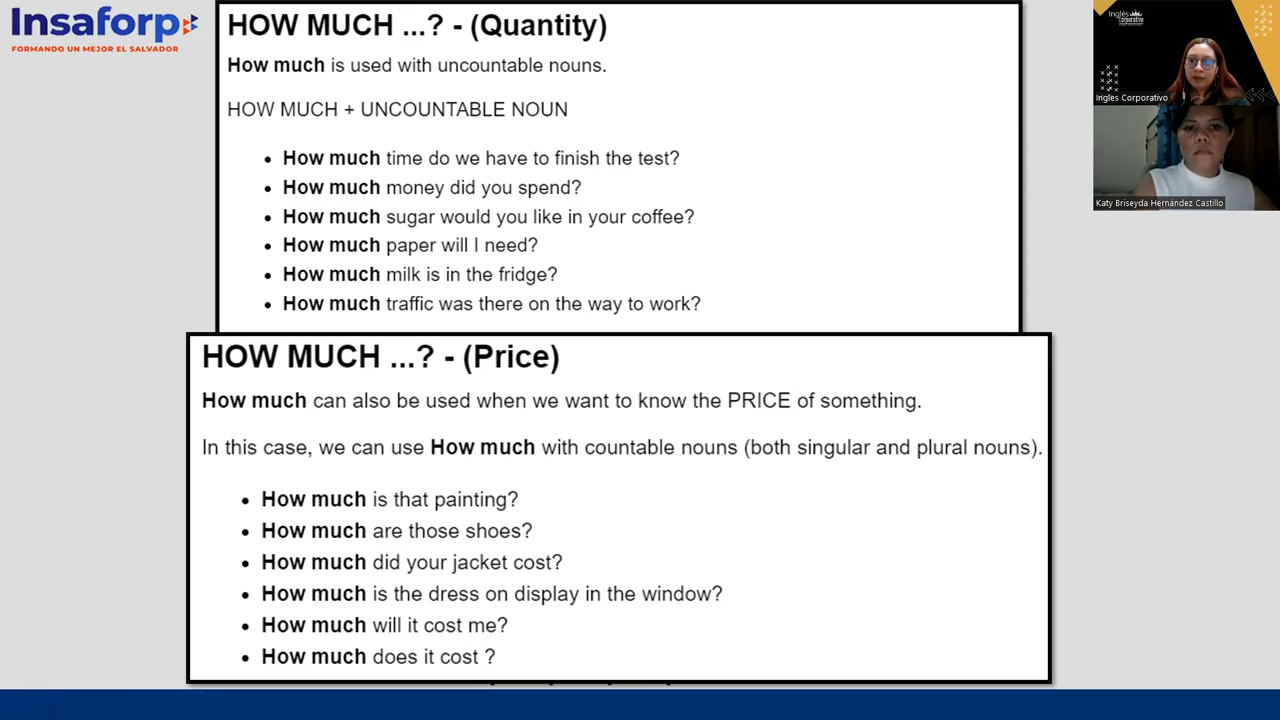 Insaforp
FORMANDO UN MEJOR EL SALVADOR
HOW MUCH ...? - (Quantity)
How much is used with uncountable nouns.
HOW MUCH + UNCOUNTABLE NOUN
• How much time do we have to finish the test?
• How much money did you spend?
• How much sugar would you like in your coffee?
• How much paper will I need?
• How much milk is in the fridge?
• How much traffic was there on the way to work?
HOW MUCH ...? - (Price)
How much can also be used when we want to know the PRICE of something.
In this case, we can use How much with countable nouns (both singular and plural nouns).
• How much is that painting?
• How much are those shoes?
• How much did your jacket cost?
• How much is the dress on display in the window?
• How much will it cost me?
• How much does it cost ?
Inglés
Corporativo
Ingles Corporativo
Katy Briseyda Hernández Castillo